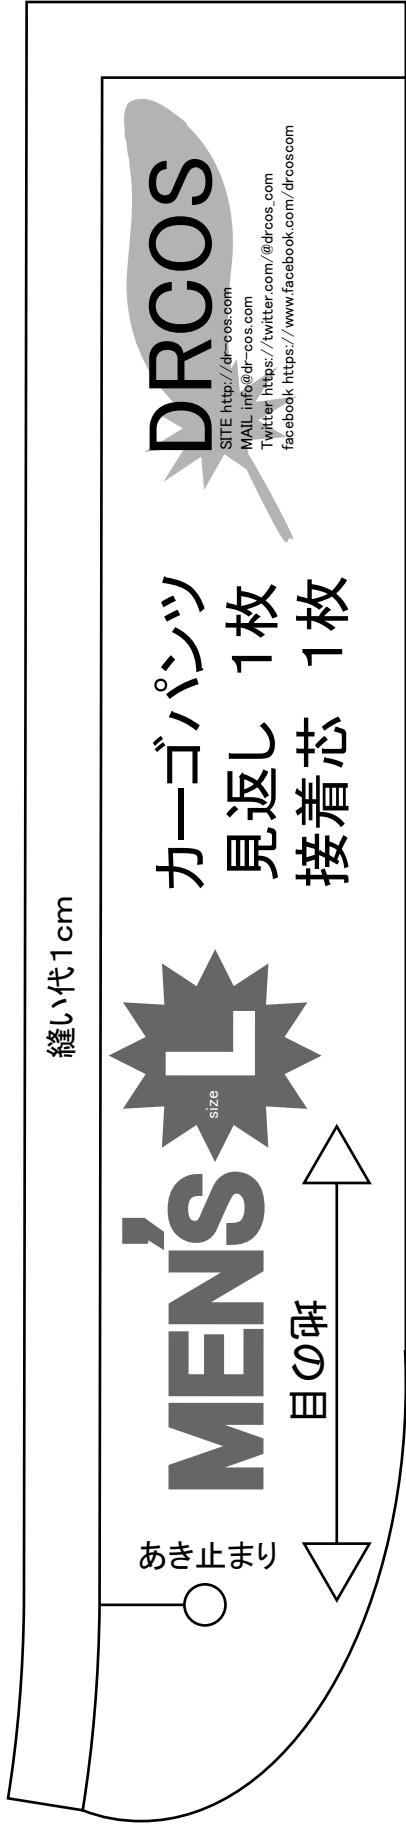 DRCOS
SITE http://dr-cos.com
MAIL info@dr-cos.com
Twitter https://twitter.com/@drcos_com
facebook https://www.facebook.com/drcoscom
カーゴパンツ
見返し　1枚
接着芯　1枚
縫い代1cm
size
L
MEN'S
地の目
あき止まり